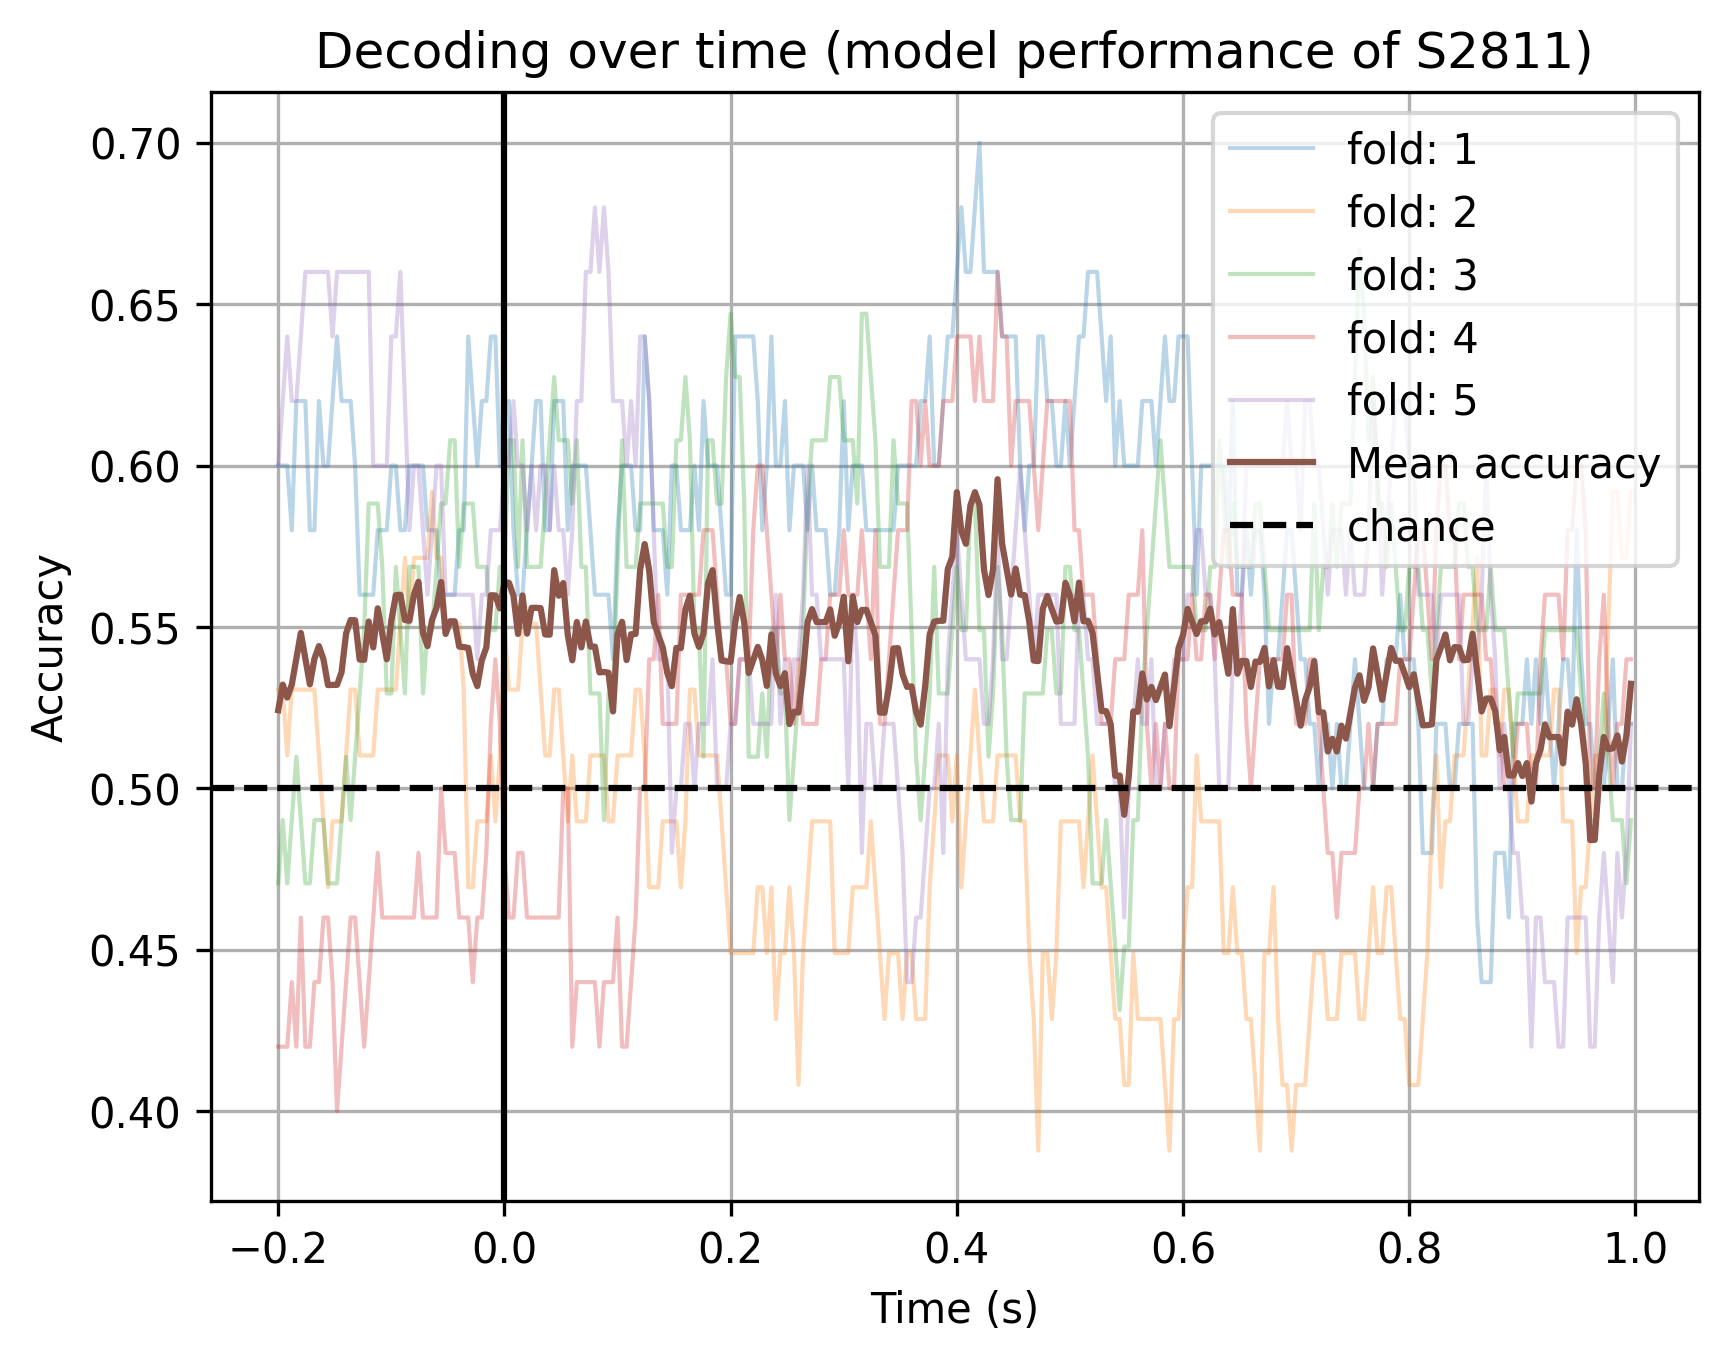 Decoding over time (model performance of S2811)
0.70
0.65
0.60
0.55
0.50
0.45
0.40
Accuracy
fold: 1
fold: 2
fold: 3
fold: 4
fold: 5
Mean accuracy
chance
−0.2 0.0 0.2 0.4 0.6 0.8 1.0
Time (s)